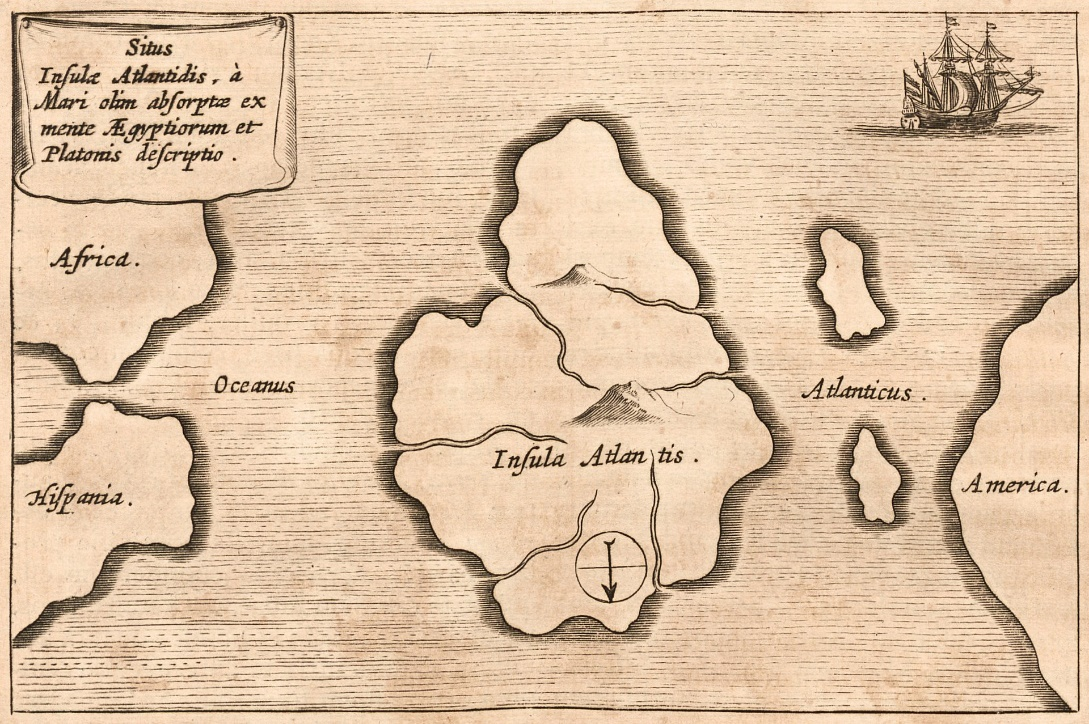 Situs
Inſulæ Atlantidis, à
Mari olim abſorptæ ex
mente Ægyptiorum et
Platonis deſcriptio.
Africa.
Oceanus
Atlanticus.
Inſula Atlantis.
Hiſpania.
America.